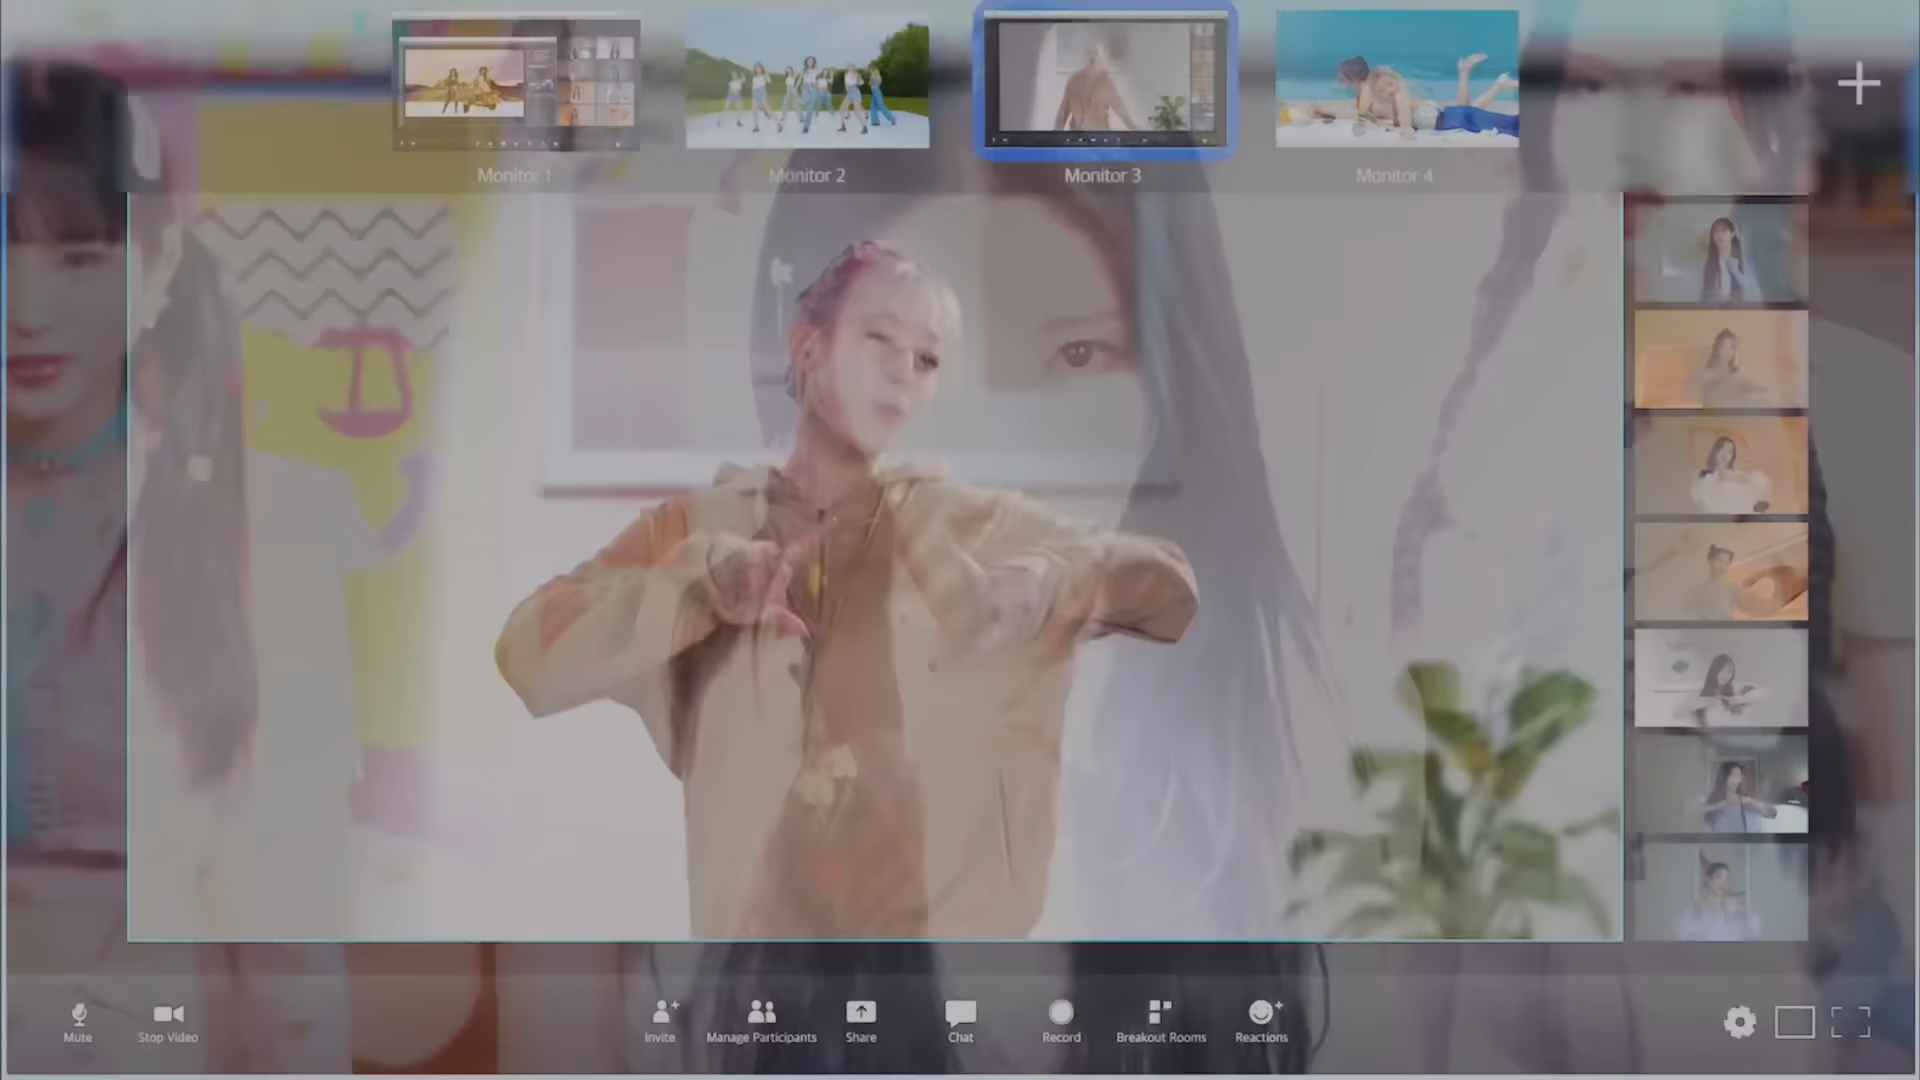 Monitor 1
Monitor 2
Monitor 3
Monitor 4
Mute
Stop Video
Invite
Manage Participants
Share
Chat
Record
Breakout Rooms
Reactions